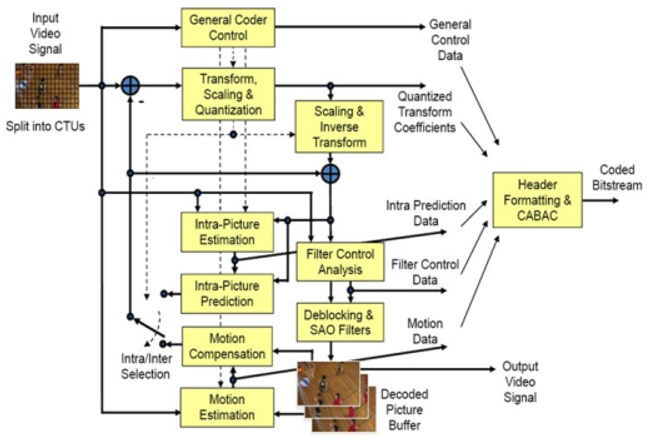 Input
Video
Signal
Split into CTUs
General Coder
Control
Transform,
Scaling &
Quantization
Scaling &
Inverse
Transform
Intra-Picture
Estimation
Intra-Picture
Prediction
Filter Control
Analysis
Deblocking &
SAO Filters
Motion
Compensation
Motion
Estimation
Intra/Inter
Selection
Decoded
Picture
Buffer
General
Control
Data
Quantized
Transform
Coefficients
Intra Prediction
Data
Filter Control
Data
Motion
Data
Header
Formatting &
CABAC
Coded
Bitstream
Output
Video
Signal
-